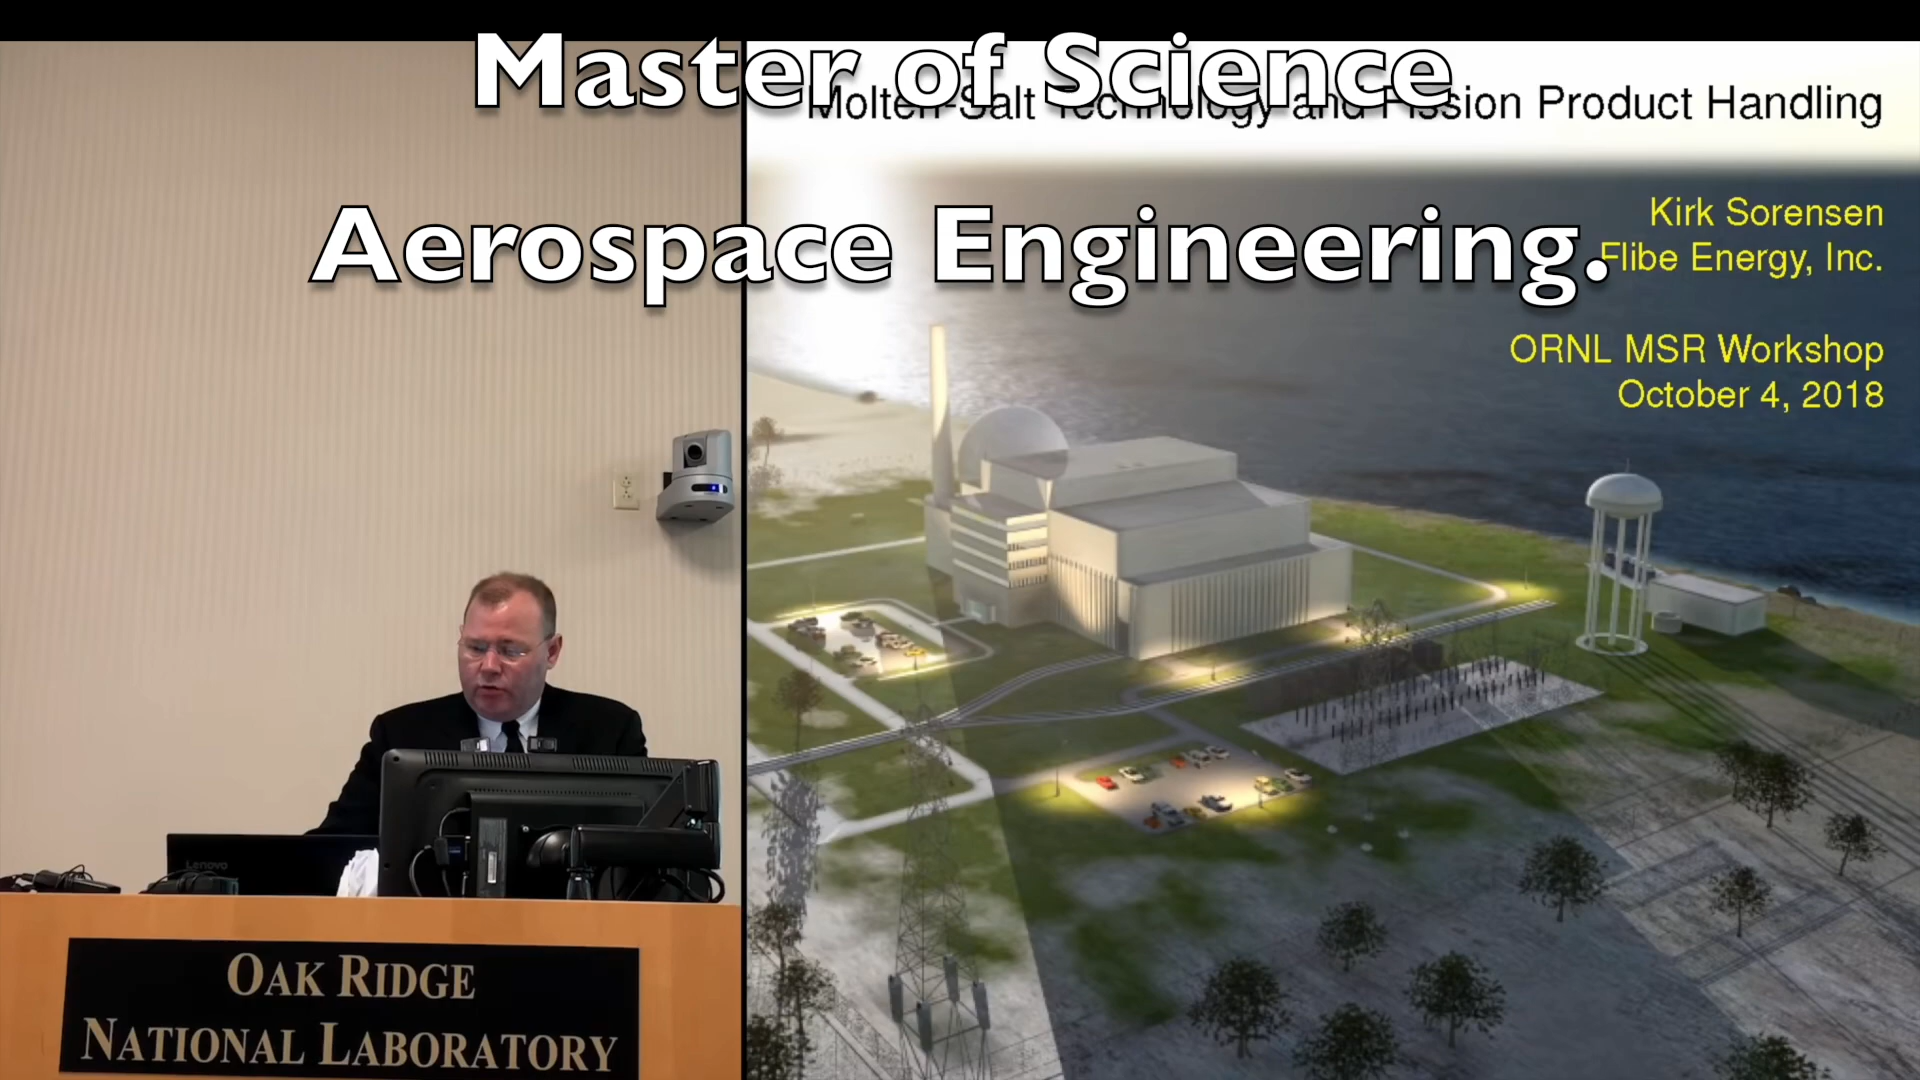 Master of Science
Molten-Salt Technology and Fission Product Handling
Aerospace Engineering.
Kirk Sorensen
Flibe Energy, Inc.
ORNL MSR Workshop
October 4, 2018
Lenovo
OAK RIDGE
NATIONAL LABORATORY